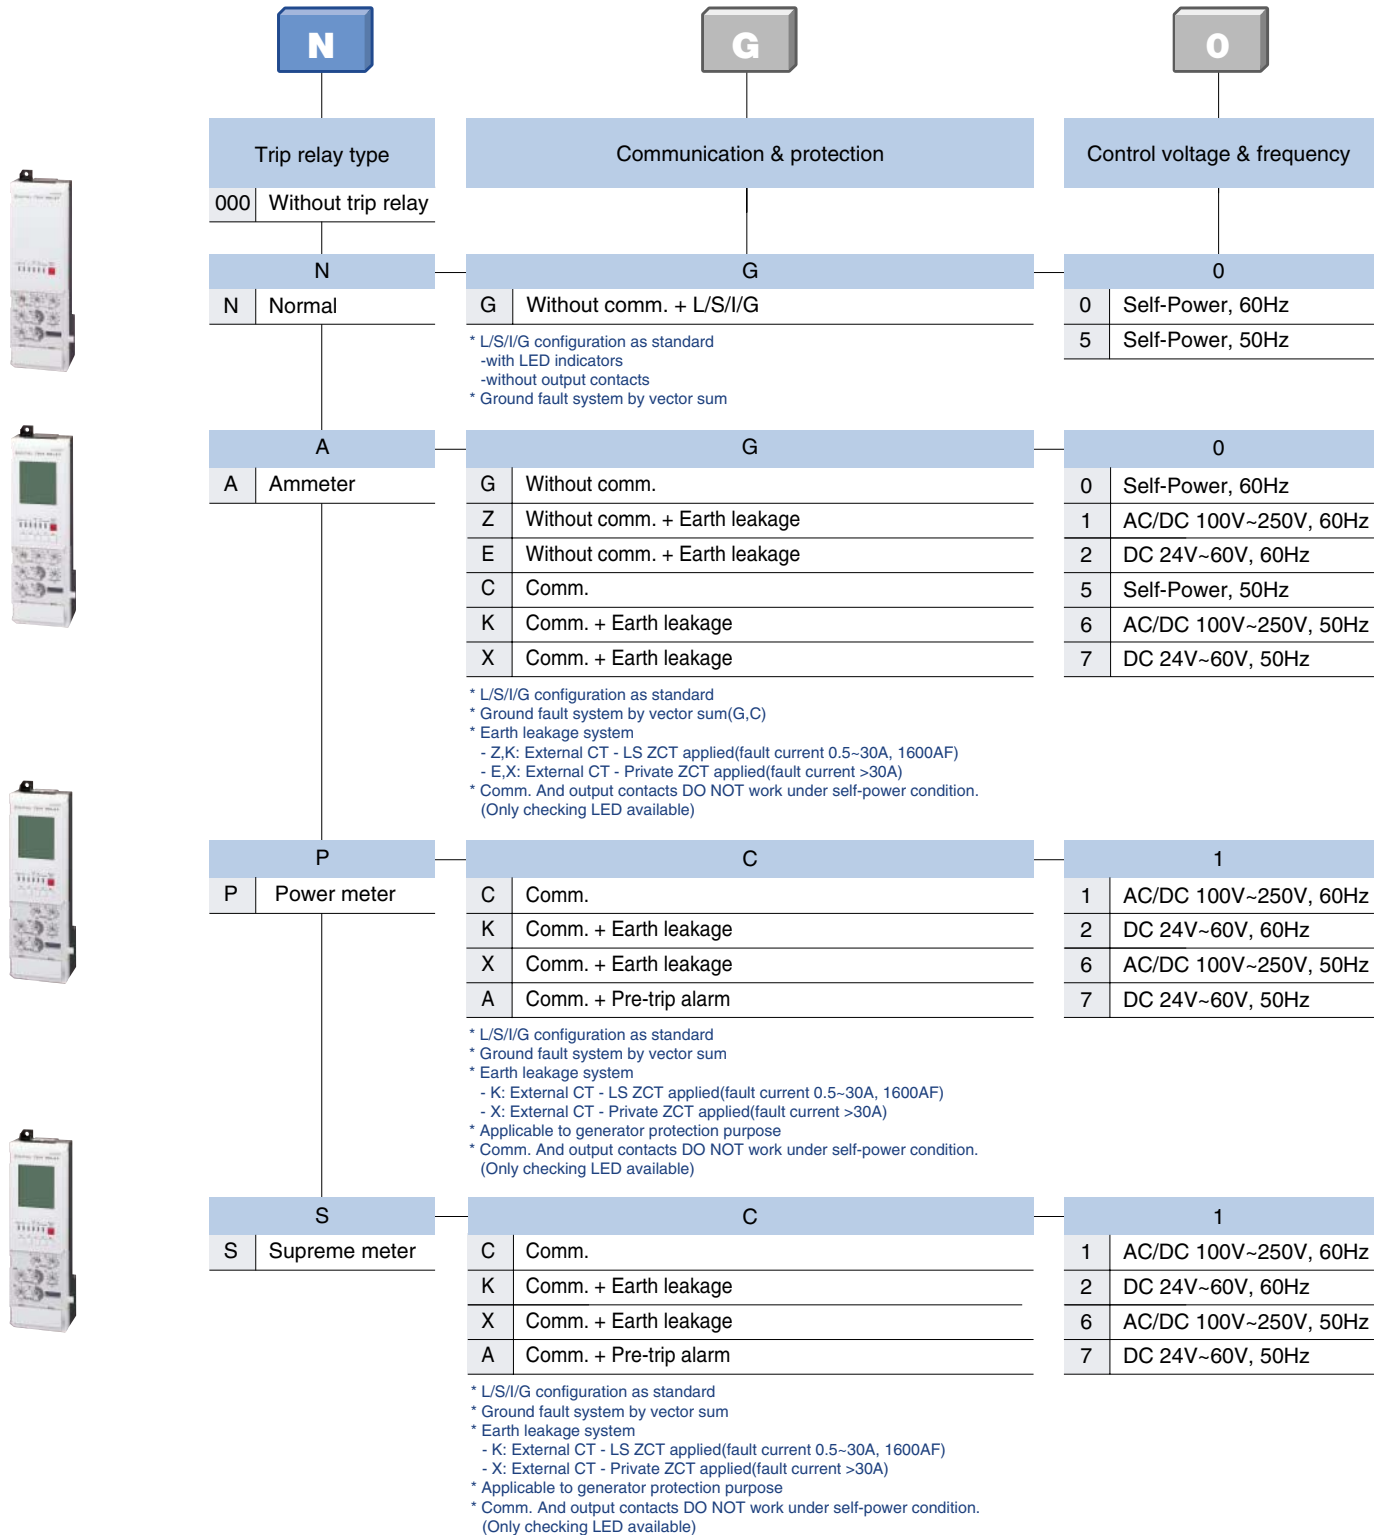 N G 0
Trip relay type Communication & protection Control voltage & frequency
000 Without trip relay
N G 0
N Normal G Without comm. + L/S/I/G 0 Self-Power, 60Hz
5 Self-Power, 50Hz
* L/S/I/G configuration as standard
-with LED indicators
-without output contacts
* Ground fault system by vector sum
A G 0
A Ammeter G Without comm. 0 Self-Power, 60Hz
Z Without comm. + Earth leakage 1 AC/DC 100V~250V, 60Hz
E Without comm. + Earth leakage 2 DC 24V~60V, 60Hz
C Comm. 5 Self-Power, 50Hz
K Comm. + Earth leakage 6 AC/DC 100V~250V, 50Hz
X Comm. + Earth leakage 7 DC 24V~60V, 50Hz
* L/S/I/G configuration as standard
* Ground fault system by vector sum(G,C)
* Earth leakage system
- Z,K: External CT - LS ZCT applied(fault current 0.5~30A, 1600AF)
- E,X: External CT - Private ZCT applied(fault current >30A)
* Comm. And output contacts DO NOT work under self-power condition.
(Only checking LED available)
P C 1
P Power meter C Comm. 1 AC/DC 100V~250V, 60Hz
K Comm. + Earth leakage 2 DC 24V~60V, 60Hz
X Comm. + Earth leakage 6 AC/DC 100V~250V, 50Hz
A Comm. + Pre-trip alarm 7 DC 24V~60V, 50Hz
* L/S/I/G configuration as standard
* Ground fault system by vector sum
* Earth leakage system
- K: External CT - LS ZCT applied(fault current 0.5~30A, 1600AF)
- X: External CT - Private ZCT applied(fault current >30A)
* Applicable to generator protection purpose
* Comm. And output contacts DO NOT work under self-power condition.
(Only checking LED available)
S C 1
S Supreme meter C Comm. 1 AC/DC 100V~250V, 60Hz
K Comm. + Earth leakage 2 DC 24V~60V, 60Hz
X Comm. + Earth leakage 6 AC/DC 100V~250V, 50Hz
A Comm. + Pre-trip alarm 7 DC 24V~60V, 50Hz
* L/S/I/G configuration as standard
* Ground fault system by vector sum
* Earth leakage system
- K: External CT - LS ZCT applied(fault current 0.5~30A, 1600AF)
- X: External CT - Private ZCT applied(fault current >30A)
* Applicable to generator protection purpose
* Comm. And output contacts DO NOT work under self-power condition.
(Only checking LED available)